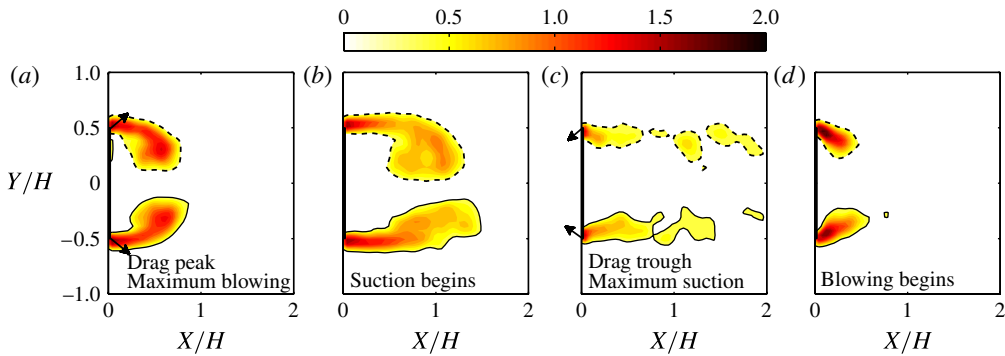 0 0.5 1.0 1.5 2.0
(a) (b) (c) (d)
1.0
0.5
Y/H 0
−0.5
−1.0
Drag peak
Maximum blowing
Suction begins
Drag trough
Maximum suction
Blowing begins
0 1 2 0 1 2 0 1 2 0 1 2
X/H X/H X/H X/H